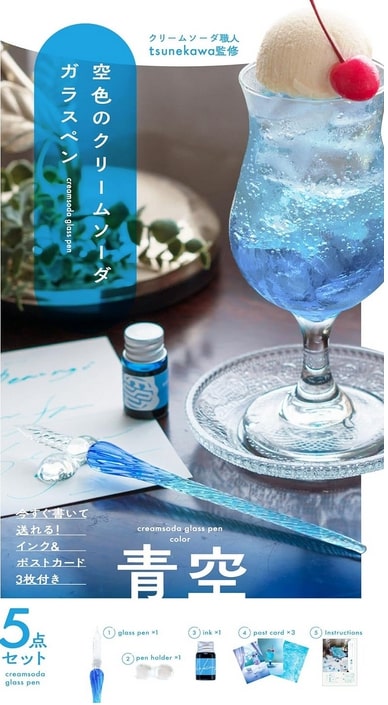 クリームソーダ職人
tsunekawa監修
空色のクリームソーダ
ガラスペン
creamsoda glass pen
今すぐ書いて
送れる!
インク&
ポストカード
3枚付き
creamsoda glass pen
color
青空
5点
セット
creamsoda
glass pen
1 glass pen ×1
2 pen holder ×1
3 ink ×1
4 post card ×3
5 Instructions